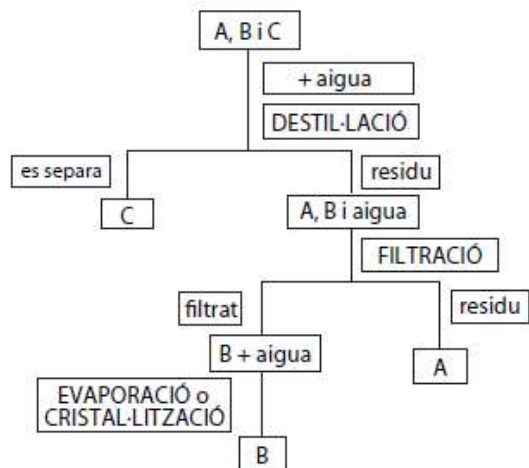 A, B i C
+ aigua
DESTIL·LACIÓ
es separa
residu
C
A, B i aigua
FILTRACIÓ
filtrat
residu
B + aigua
A
EVAPORACIÓ o
CRISTAL·LITZACIÓ
B